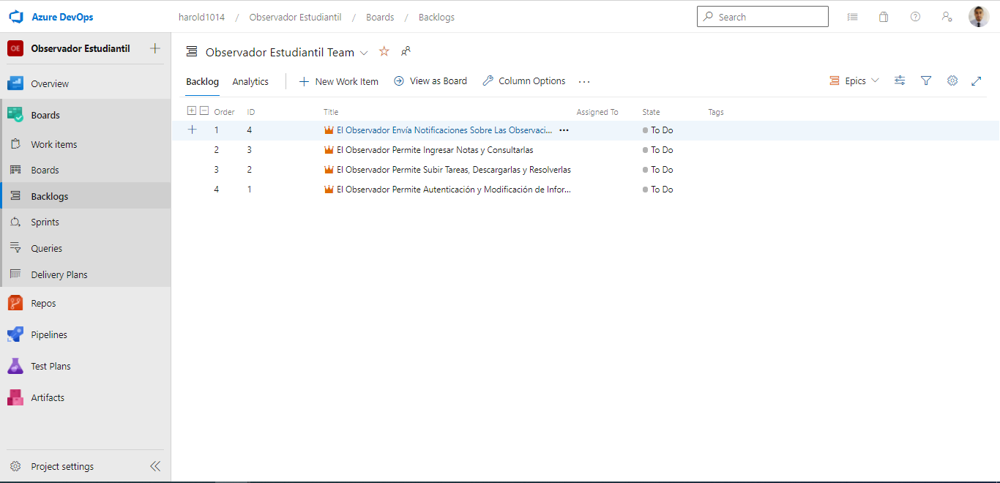 Azure DevOps
harold1014 / Observador Estudiantil / Boards / Backlogs
Search
OE Observador Estudiantil
Overview
Boards
Work items
Boards
Backlogs
Sprints
Queries
Delivery Plans
Repos
Pipelines
Test Plans
Artifacts
Project settings
Observador Estudiantil Team
Backlog Analytics New Work Item View as Board Column Options ... Epics
Order ID Title Assigned To State Tags
1 4 El Observador Envía Notificaciones Sobre Las Observaci... ... To Do
2 3 El Observador Permite Ingresar Notas y Consultarlas To Do
3 2 El Observador Permite Subir Tareas, Descargarlas y Resolverlas To Do
4 1 El Observador Permite Autenticación y Modificación de Infor... To Do